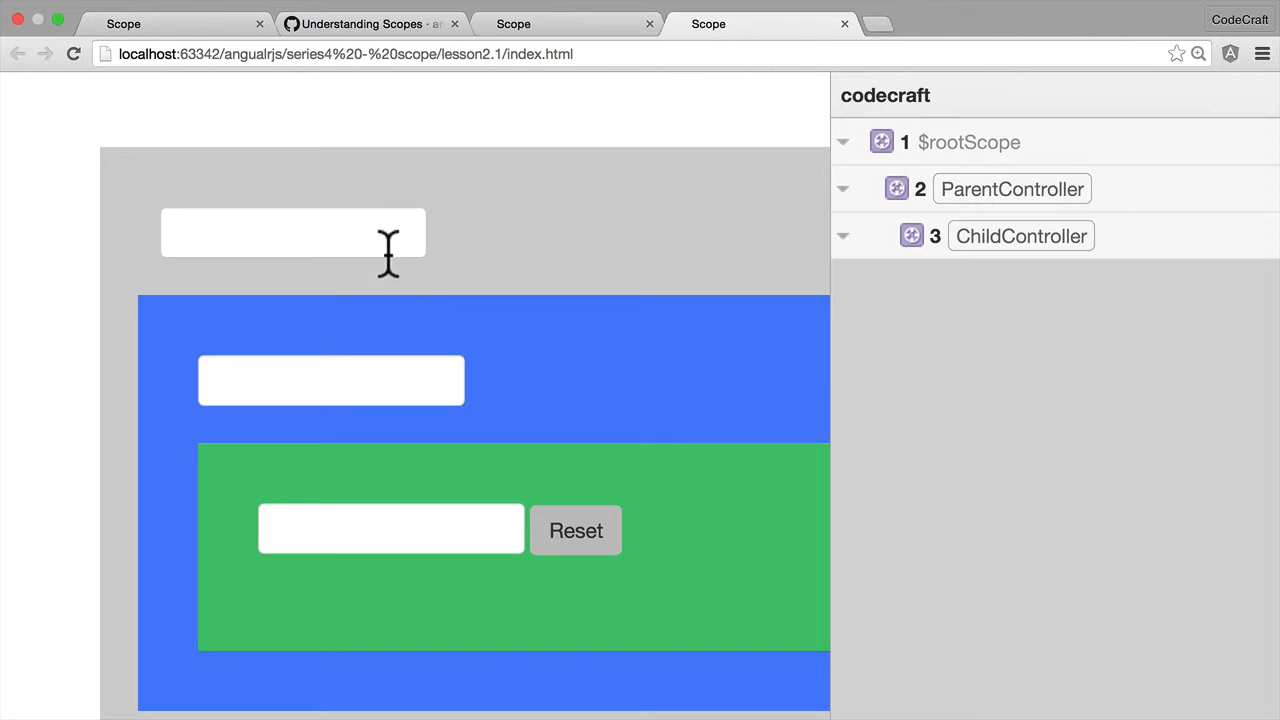 Scope
Understanding Scopes · an
Scope
Scope
CodeCraft
localhost:63342/angualrjs/series4%20-%20scope/lesson2.1/index.html
codecraft
1 $rootScope
2 ParentController
3 ChildController
Reset